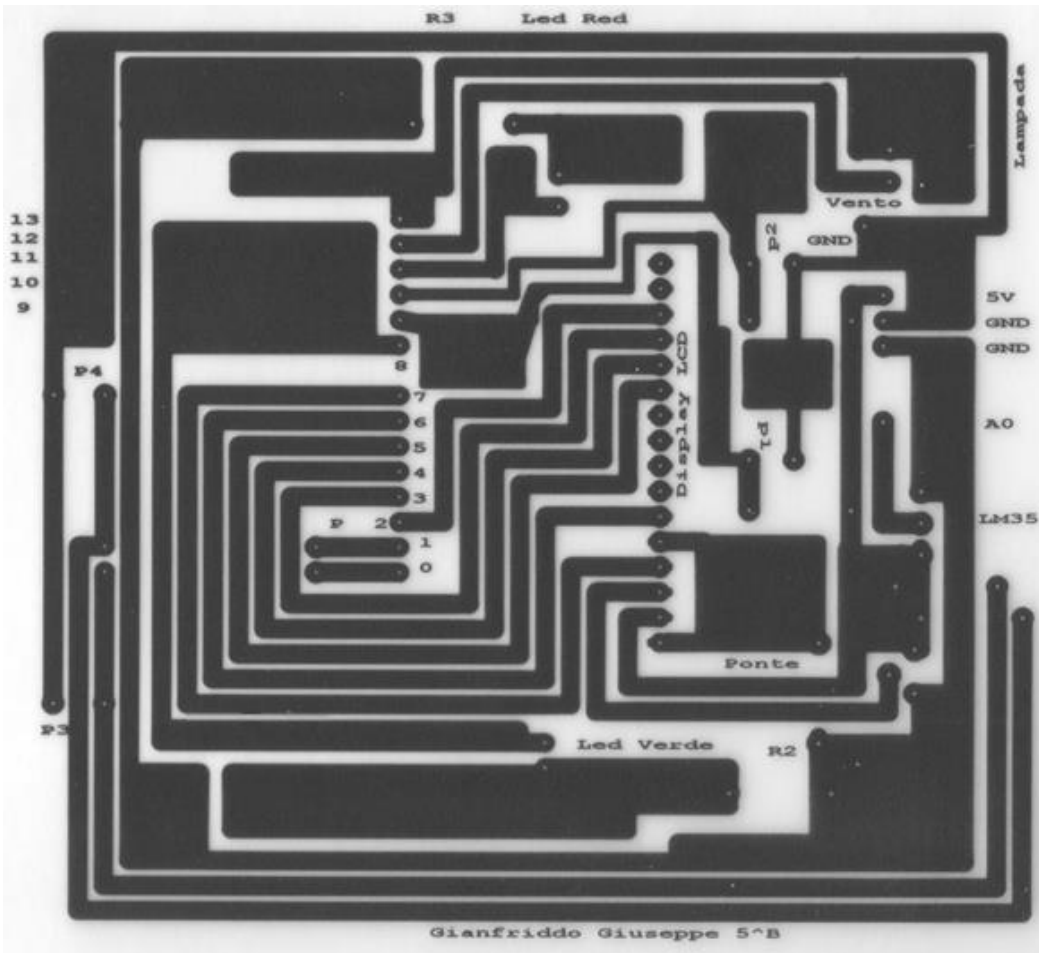 R3 Led Red
Lampada
Vento
13
12
11
10
9
P2
GND
5V
GND
GND
P4
8
7
6
5
4
3
P 2
1
0
Display LCD
P1
A0
LM35
Ponte
P3
Led Verde
R2
Gianfriddo Giuseppe 5^B